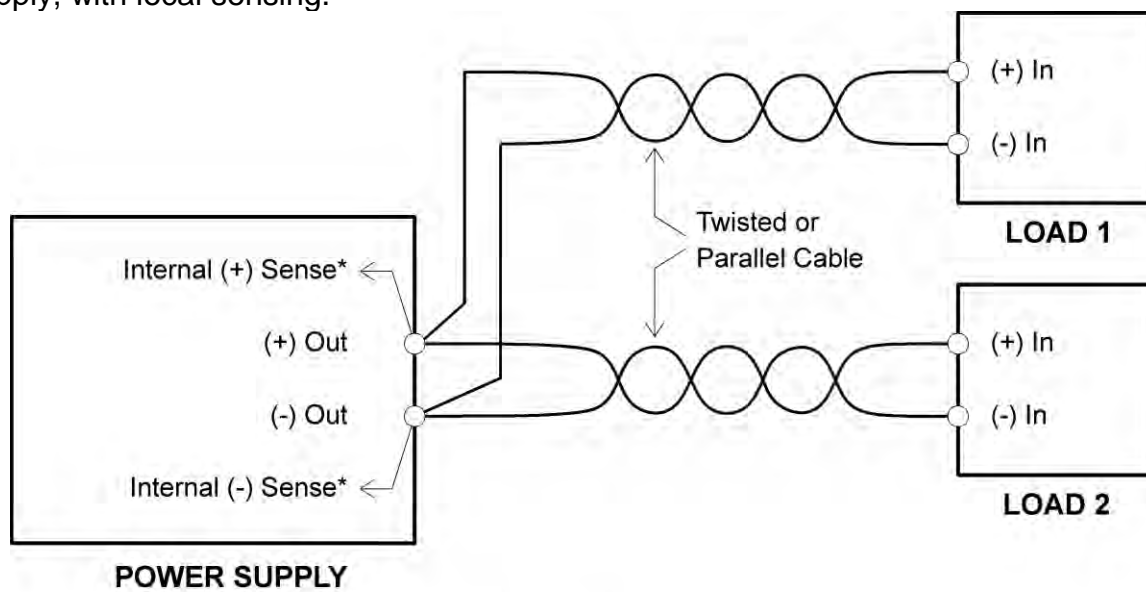 with local sensing.
(+) In
(-) In
LOAD 1
Twisted or
Parallel Cable
Internal (+) Sense*
(+) Out
(-) Out
Internal (-) Sense*
POWER SUPPLY
(+) In
(-) In
LOAD 2